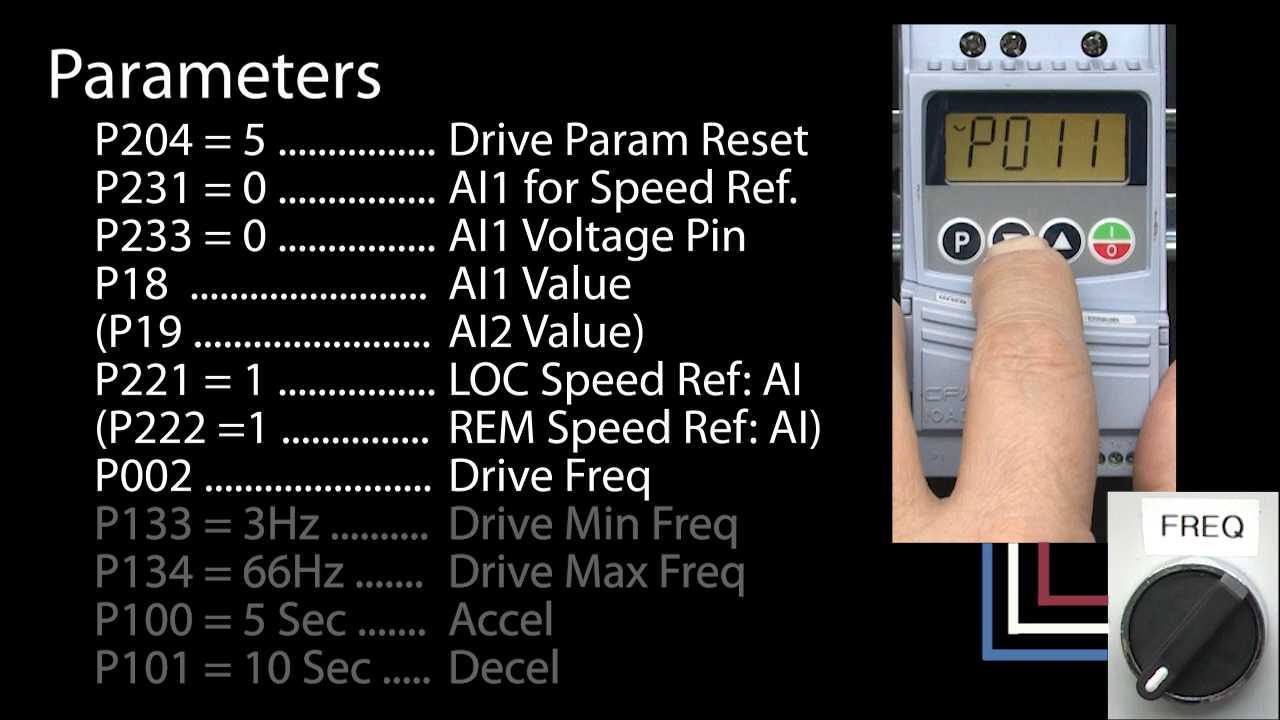 Parameters
P204 = 5 ................ Drive Param Reset
P231 = 0 ................ AI1 for Speed Ref.
P233 = 0 ................ AI1 Voltage Pin
P18 ........................ AI1 Value
(P19 ........................ AI2 Value)
P221 = 1 ................ LOC Speed Ref: AI
(P222 =1 ............... REM Speed Ref: AI)
P002 ....................... Drive Freq
P133 = 3Hz .......... Drive Min Freq
P134 = 66Hz ....... Drive Max Freq
P100 = 5 Sec ....... Accel
P101 = 10 Sec ..... Decel
P011
P
I
O
FREQ